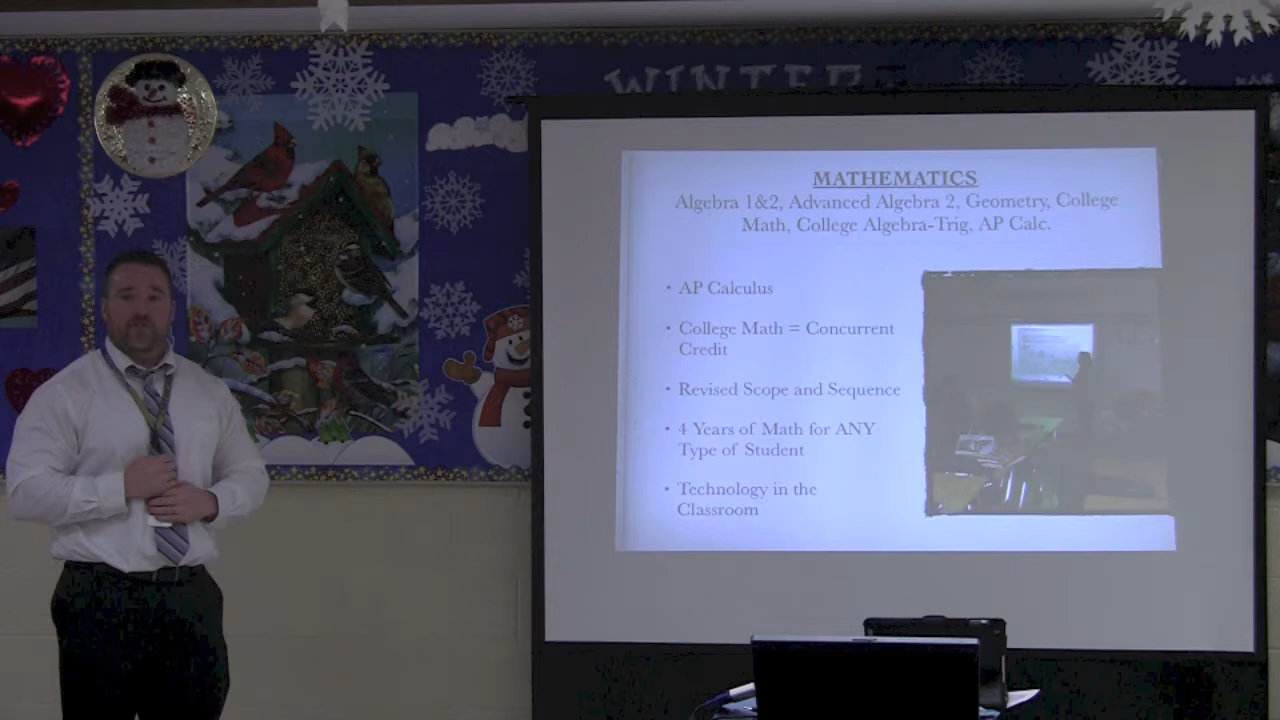 WINTER
MATHEMATICS
Algebra 1&2, Advanced Algebra 2, Geometry, College
Math, College Algebra-Trig, AP Calc.
• AP Calculus
• College Math = Concurrent
Credit
• Revised Scope and Sequence
• 4 Years of Math for ANY
Type of Student
• Technology in the
Classroom